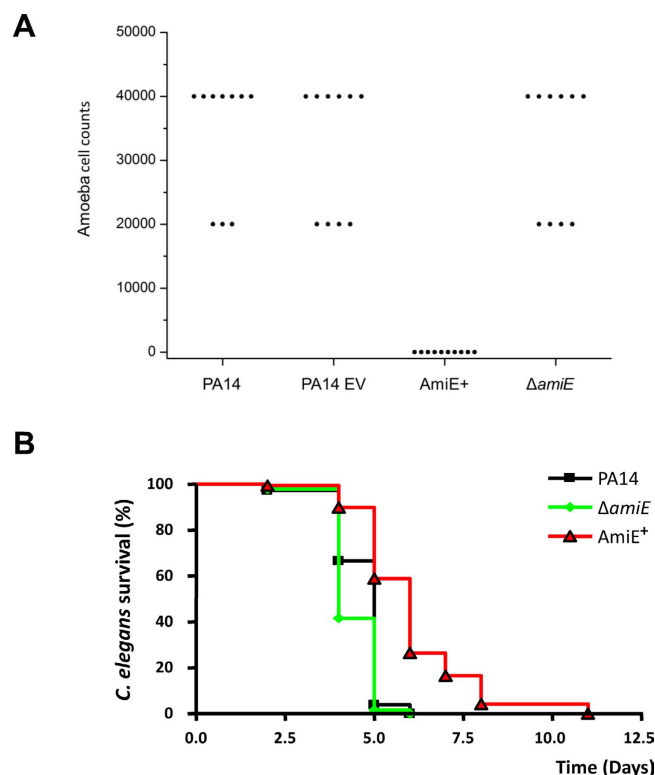 A
50000
40000
30000
20000
10000
0
Amoeba cell counts
PA14 PA14 EV AmiE+ ΔamiE
B
100
80
60
40
20
0
C. elegans survival (%)
PA14
ΔamiE
AmiE⁺
0.0 2.5 5.0 7.5 10.0 12.5
Time (Days)